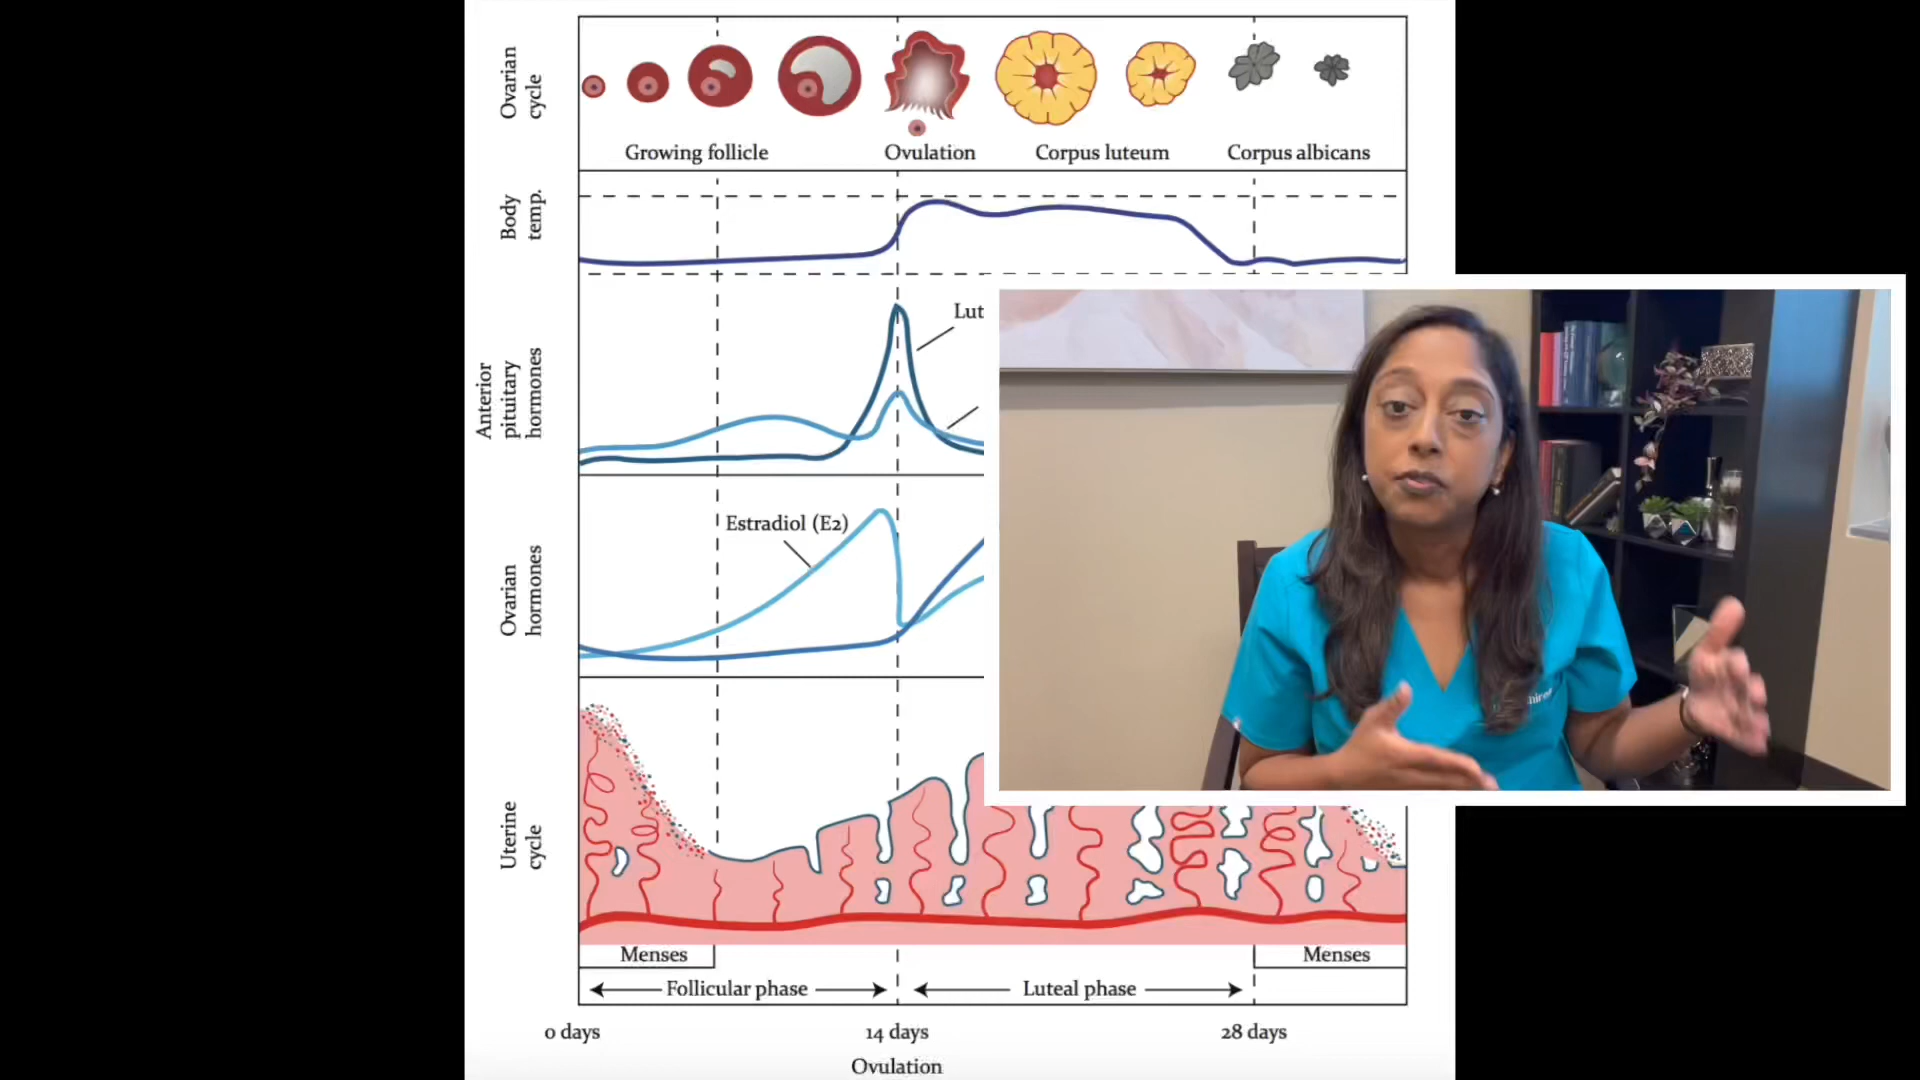 Ovarian
cycle
Growing follicle
Ovulation
Corpus luteum
Corpus albicans
Body
temp.
Anterior
pituitary
hormones
Lut
Ovarian
hormones
Estradiol (E2)
Uterine
cycle
Menses
Menses
Follicular phase
Luteal phase
0 days
14 days
28 days
Ovulation